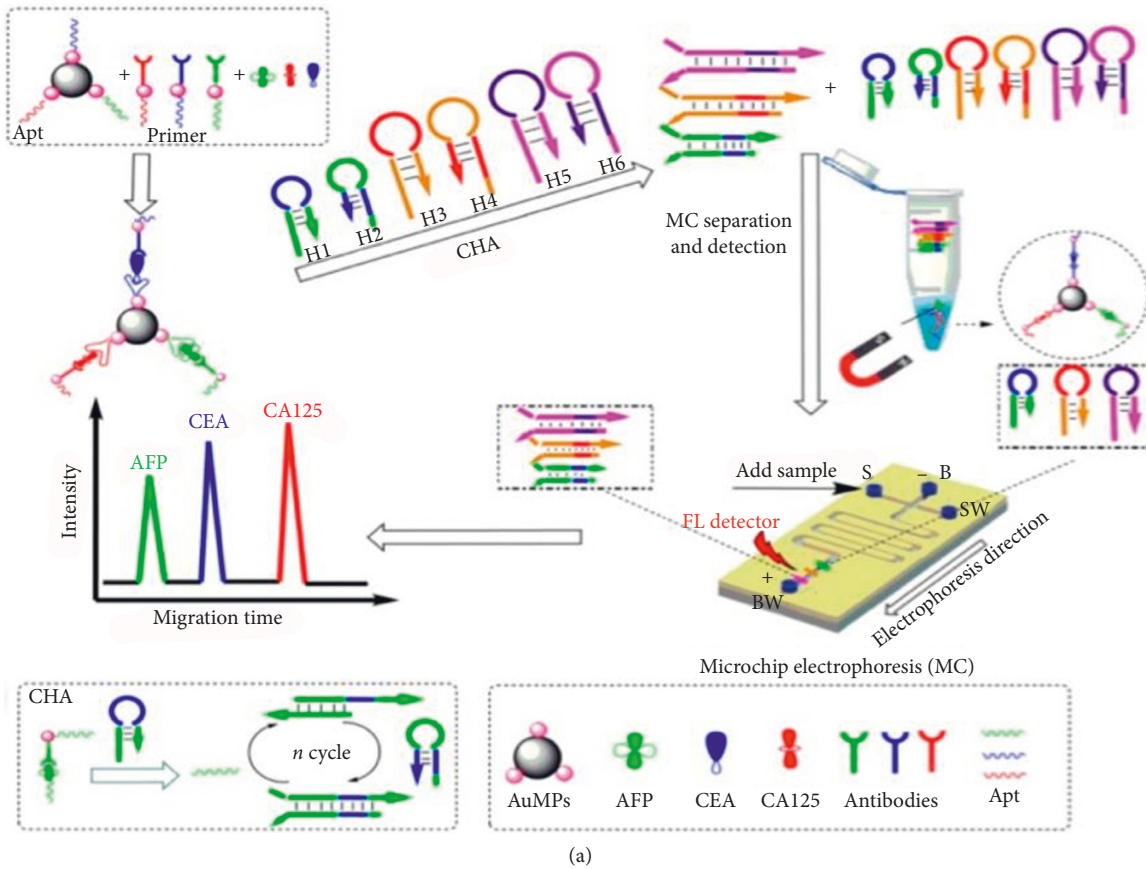 +
+
Apt
Primer
H1
H2
H3
H4
H5
H6
CHA
+
MC separation
and detection
CA125
CEA
AFP
Intensity
Migration time
Add sample
S
– B
SW
FL detector
+
BW
Electrophoresis direction
Microchip electrophoresis (MC)
CHA
n cycle
AuMPs
AFP
CEA
CA125
Antibodies
Apt
(a)